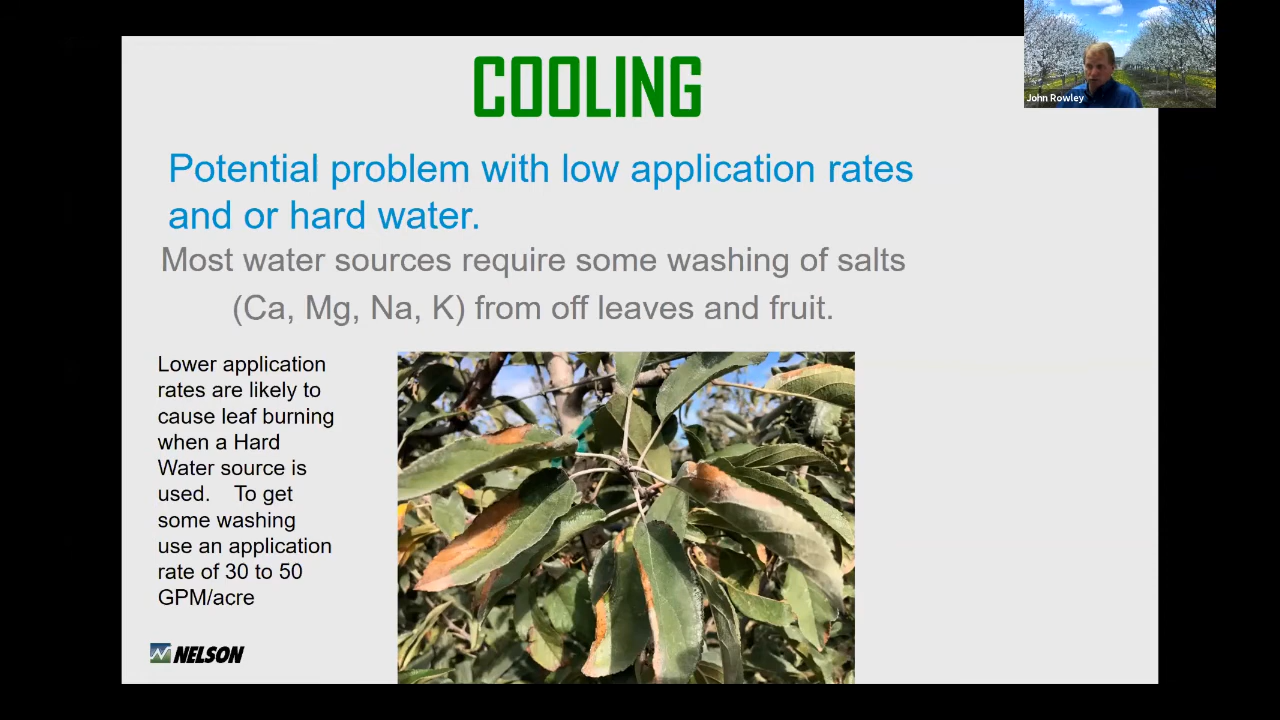 COOLING
John Rowley
Potential problem with low application rates
and or hard water.
Most water sources require some washing of salts
(Ca, Mg, Na, K) from off leaves and fruit.
Lower application
rates are likely to
cause leaf burning
when a Hard
Water source is
used. To get
some washing
use an application
rate of 30 to 50
GPM/acre
NELSON